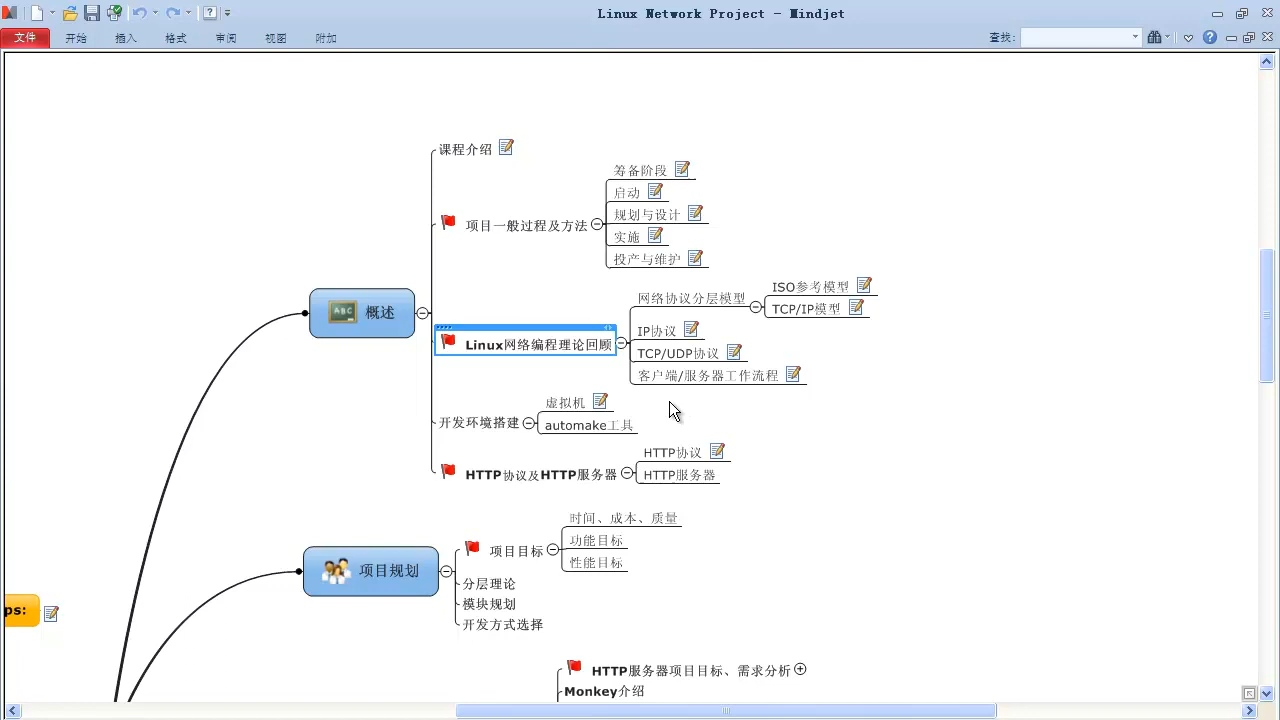 Linux Network Project - Mindjet
文件 开始 插入 格式 审阅 视图 附加 查找:
课程介绍
项目一般过程及方法
筹备阶段
启动
规划与设计
实施
投产与维护
ABC 概述
Linux网络编程理论回顾
网络协议分层模型
ISO参考模型
TCP/IP模型
IP协议
TCP/UDP协议
客户端/服务器工作流程
开发环境搭建
虚拟机
automake工具
HTTP协议及HTTP服务器
HTTP协议
HTTP服务器
项目规划
项目目标
时间、成本、质量
功能目标
性能目标
分层理论
模块规划
开发方式选择
ps:
HTTP服务器项目目标、需求分析
Monkey介绍